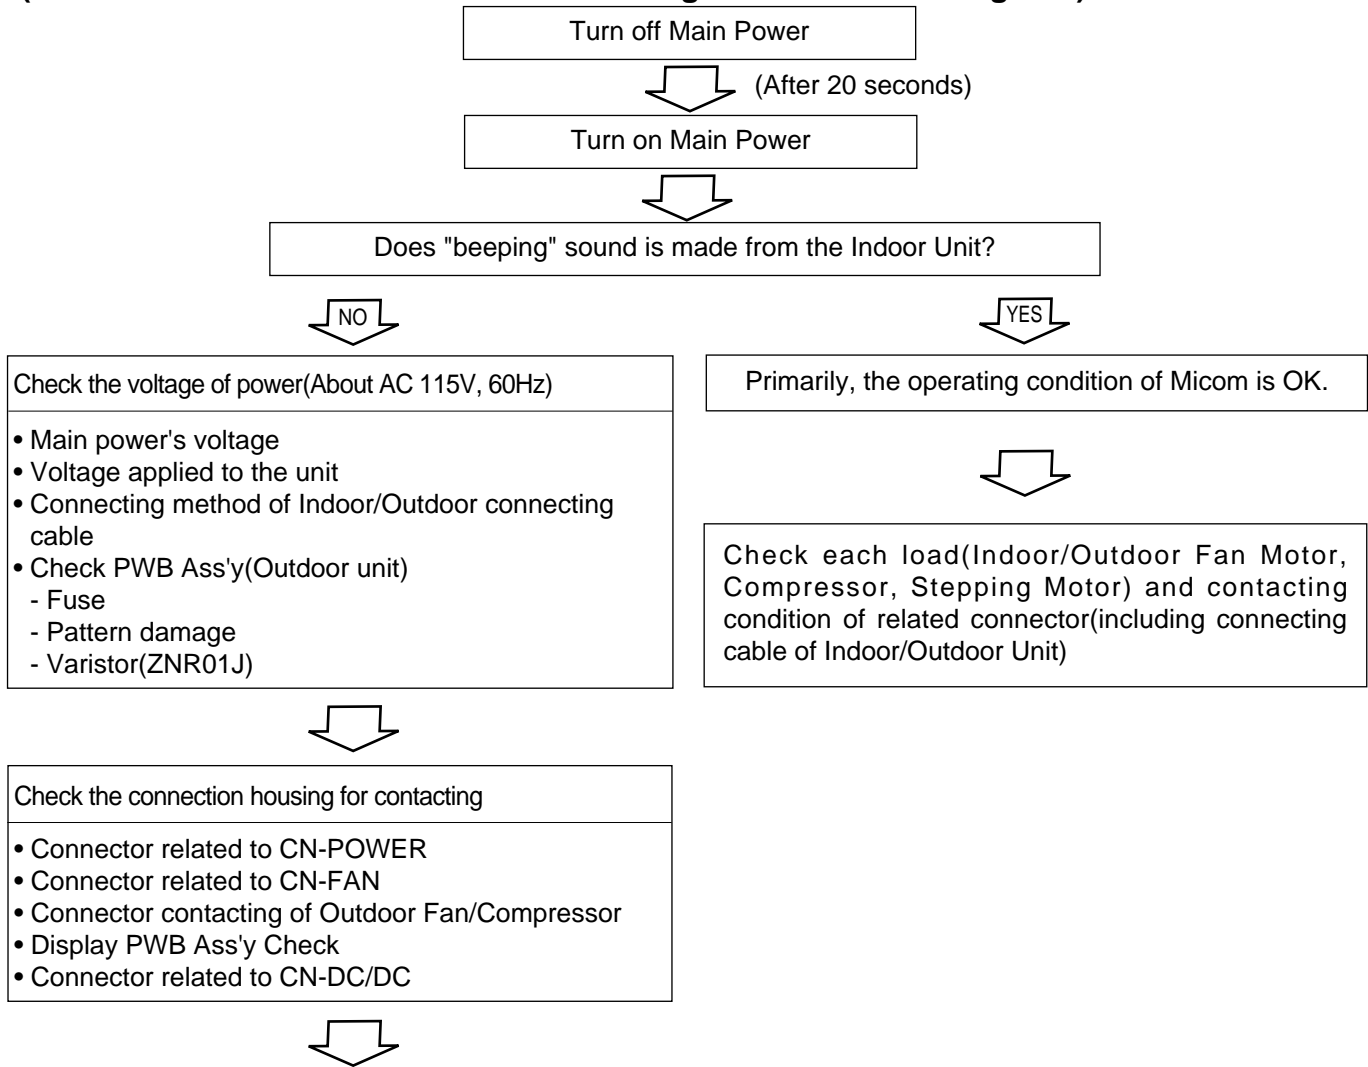 Turn off Main Power
(After 20 seconds)
Turn on Main Power
Does "beeping" sound is made from the Indoor Unit?
NO
YES
Check the voltage of power(About AC 115V, 60Hz)
• Main power's voltage
• Voltage applied to the unit
• Connecting method of Indoor/Outdoor connecting
cable
• Check PWB Ass'y(Outdoor unit)
- Fuse
- Pattern damage
- Varistor(ZNR01J)
Primarily, the operating condition of Micom is OK.
Check each load(Indoor/Outdoor Fan Motor,
Compressor, Stepping Motor) and contacting
condition of related connector(including connecting
cable of Indoor/Outdoor Unit)
Check the connection housing for contacting
• Connector related to CN-POWER
• Connector related to CN-FAN
• Connector contacting of Outdoor Fan/Compressor
• Display PWB Ass'y Check
• Connector related to CN-DC/DC